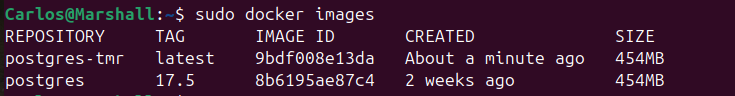 Carlos@Marshall:~$ sudo docker images
REPOSITORY TAG IMAGE ID CREATED SIZE
postgres-tmr latest 9bdf008e13da About a minute ago 454MB
postgres 17.5 8b6195ae87c4 2 weeks ago 454MB